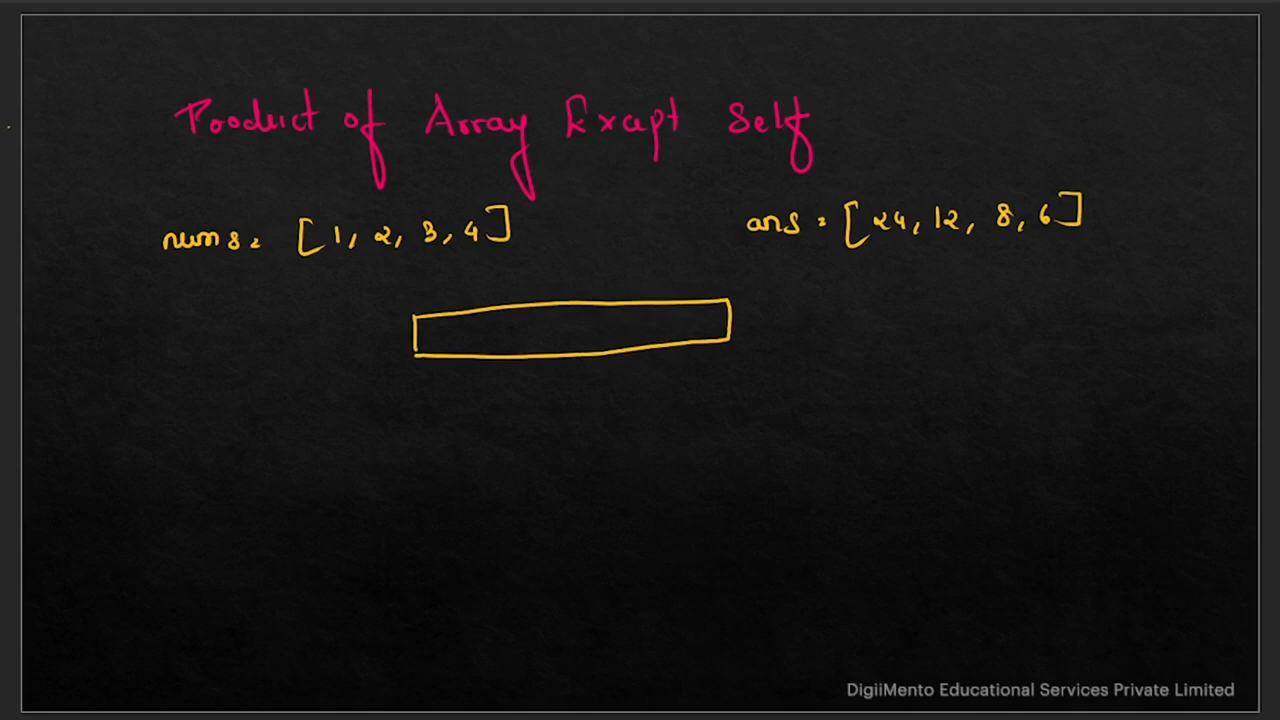 Product of Array Except Self
nums = [1, 2, 3, 4]
ans = [24, 12, 8, 6]
DigiiMento Educational Services Private Limited